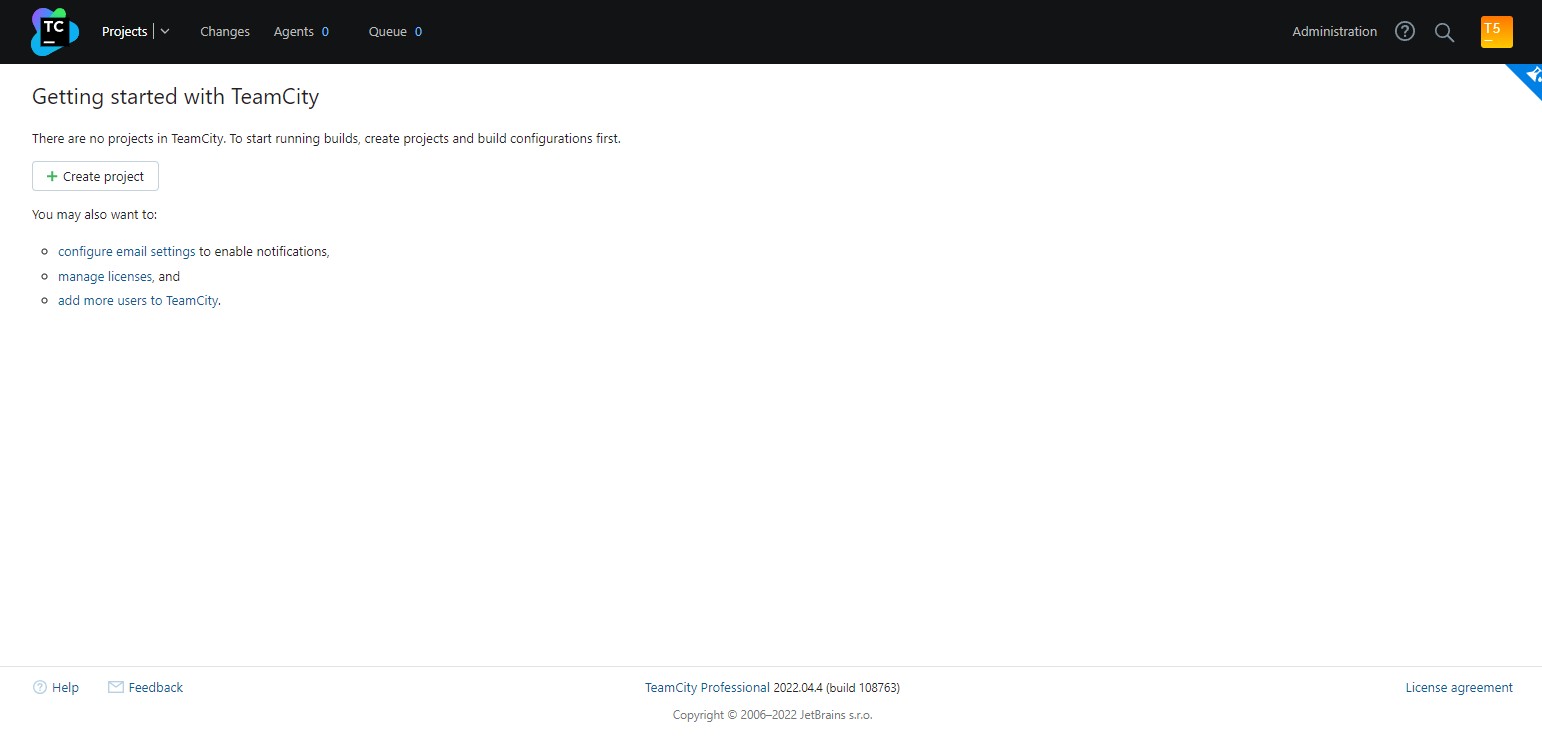 TC Projects Changes Agents 0 Queue 0 Administration T5
Getting started with TeamCity
There are no projects in TeamCity. To start running builds, create projects and build configurations first.
+ Create project
You may also want to:
configure email settings to enable notifications,
manage licenses, and
add more users to TeamCity.
Help Feedback TeamCity Professional 2022.04.4 (build 108763) License agreement
Copyright © 2006–2022 JetBrains s.r.o.